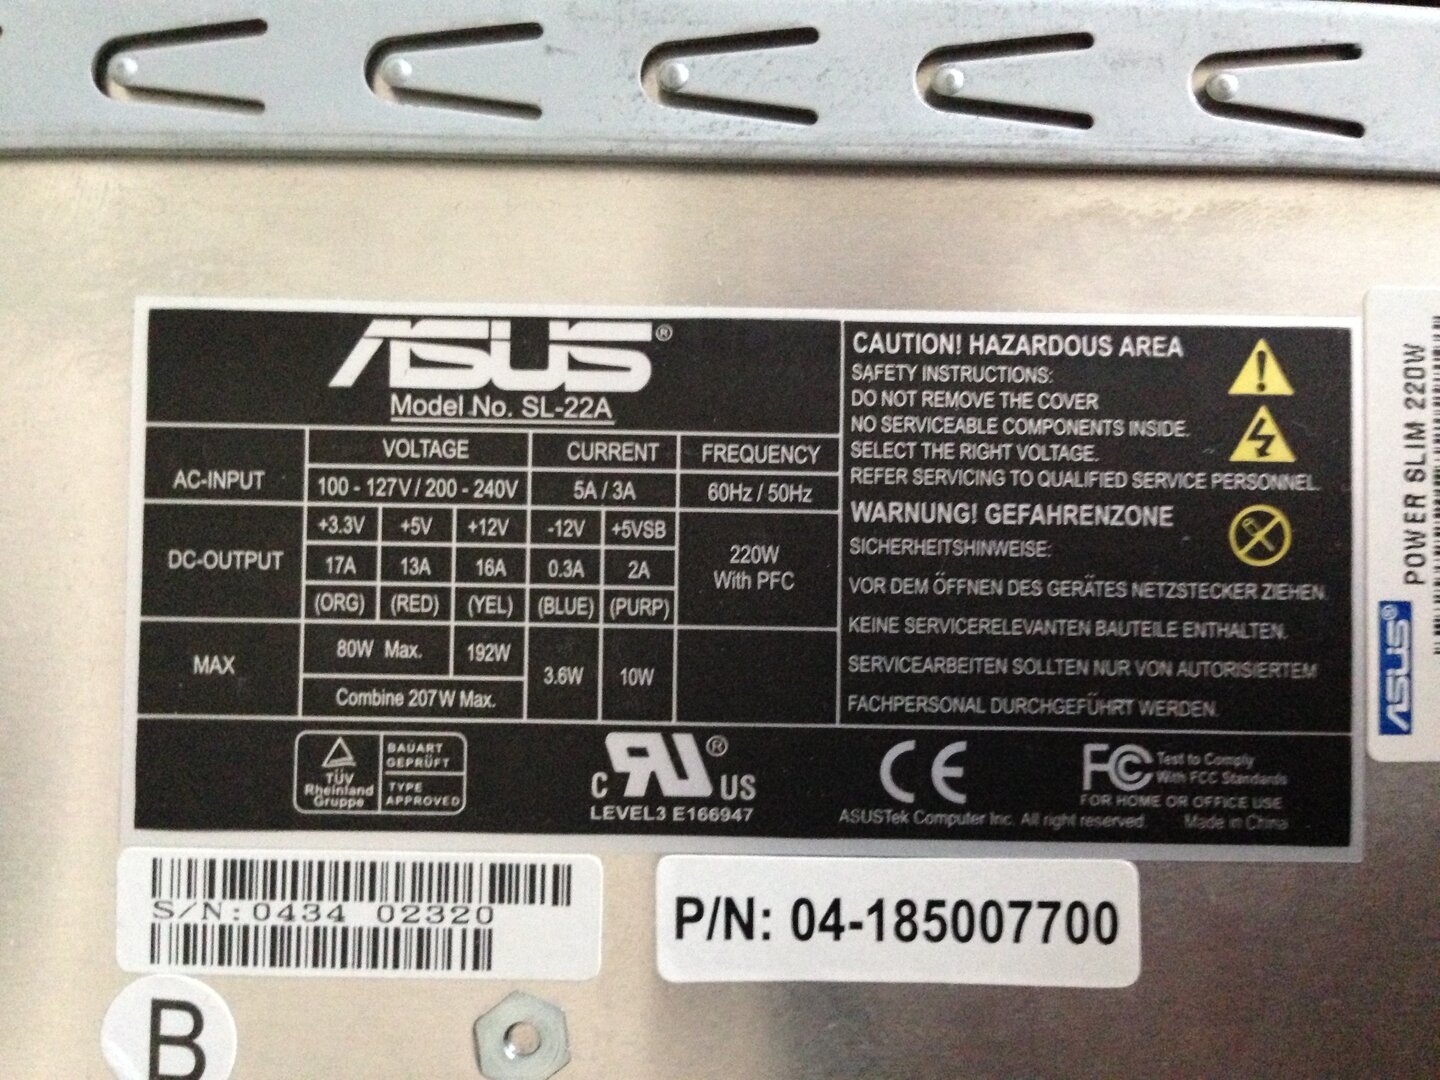 ASUS®
Model No. SL-22A
VOLTAGE CURRENT FREQUENCY
AC-INPUT 100 - 127V / 200 - 240V 5A / 3A 60Hz / 50Hz
DC-OUTPUT +3.3V +5V +12V -12V +5VSB
17A 13A 16A 0.3A 2A
(ORG) (RED) (YEL) (BLUE) (PURP)
220W
With PFC
MAX 80W Max. 192W 3.6W 10W
Combine 207W Max.
CAUTION! HAZARDOUS AREA
SAFETY INSTRUCTIONS:
DO NOT REMOVE THE COVER
NO SERVICEABLE COMPONENTS INSIDE.
SELECT THE RIGHT VOLTAGE.
REFER SERVICING TO QUALIFIED SERVICE PERSONNEL.
WARNUNG! GEFAHRENZONE
SICHERHEITSHINWEISE:
VOR DEM ÖFFNEN DES GERÄTES NETZSTECKER ZIEHEN.
KEINE SERVICERELEVANTEN BAUTEILE ENTHALTEN.
SERVICEARBEITEN SOLLTEN NUR VON AUTORISIERTEM
FACHPERSONAL DURCHGEFÜHRT WERDEN.
TÜV
Rheinland
Gruppe
BAUART
GEPRÜFT
TYPE
APPROVED
C RU® US
LEVEL3 E166947
CE
FC Test to Comply
With FCC Standards
FOR HOME OR OFFICE USE
ASUSTek Computer Inc. All right reserved. Made in China
ASUS® POWER SLIM 220W
S/N:0434 02320
P/N: 04-185007700
B